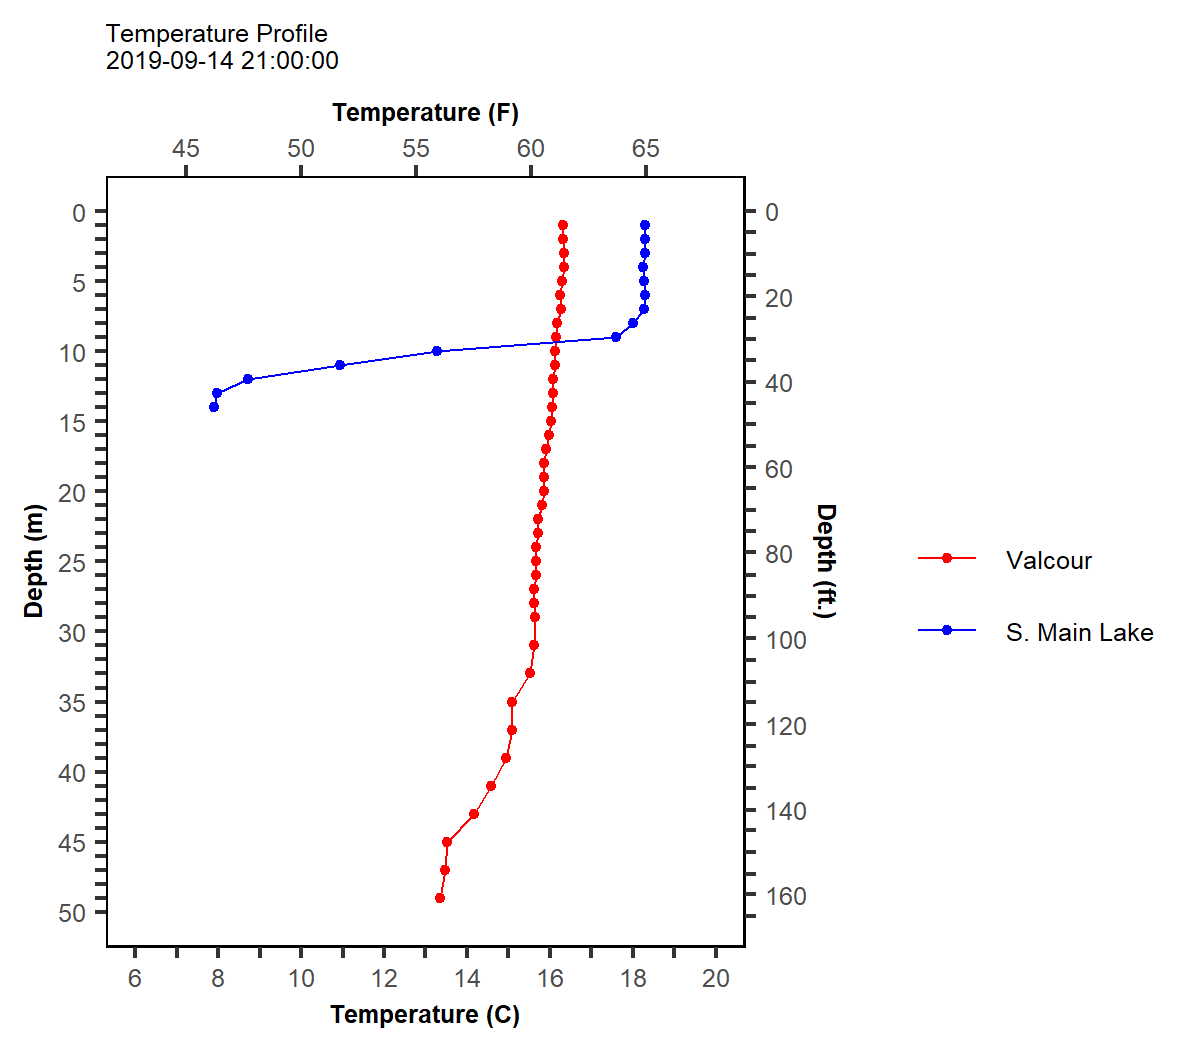 Temperature Profile
2019-09-14 21:00:00
Temperature (F)
45 50 55 60 65
0
5
10
15
20
25
30
35
40
45
50
Depth (m)
0
20
40
60
80
100
120
140
160
Depth (ft.)
Valcour
S. Main Lake
6 8 10 12 14 16 18 20
Temperature (C)